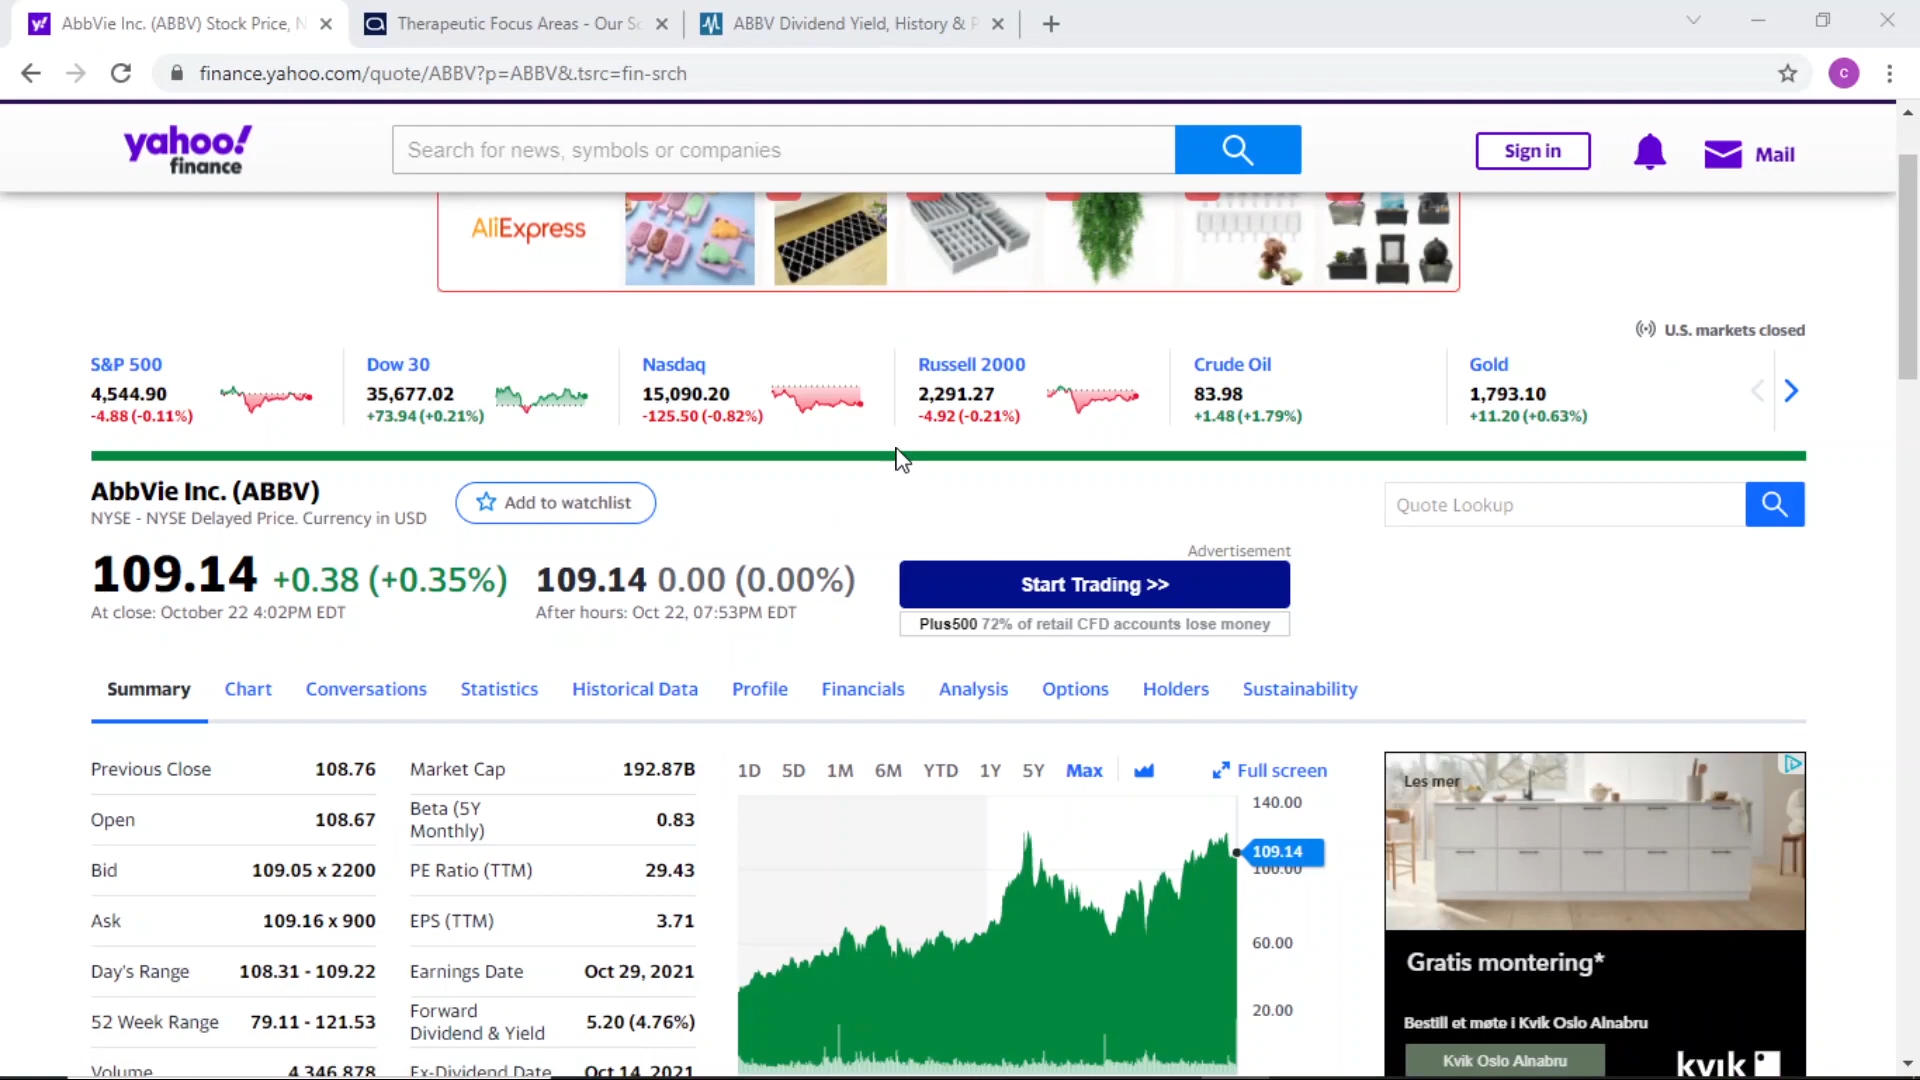 AbbVie Inc. (ABBV) Stock Price, N
Therapeutic Focus Areas - Our Sc
ABBV Dividend Yield, History & P
finance.yahoo.com/quote/ABBV?p=ABBV&.tsrc=fin-srch
C
yahoo!
finance
Search for news, symbols or companies
Sign in
Mail
AliExpress
U.S. markets closed
S&P 500
4,544.90
-4.88 (-0.11%)
Dow 30
35,677.02
+73.94 (+0.21%)
Nasdaq
15,090.20
-125.50 (-0.82%)
Russell 2000
2,291.27
-4.92 (-0.21%)
Crude Oil
83.98
+1.48 (+1.79%)
Gold
1,793.10
+11.20 (+0.63%)
AbbVie Inc. (ABBV)
NYSE - NYSE Delayed Price. Currency in USD
Add to watchlist
Quote Lookup
109.14 +0.38 (+0.35%)
At close: October 22 4:02PM EDT
109.14 0.00 (0.00%)
After hours: Oct 22, 07:53PM EDT
Advertisement
Start Trading >>
Plus500 72% of retail CFD accounts lose money
Summary Chart Conversations Statistics Historical Data Profile Financials Analysis Options Holders Sustainability
Previous Close 108.76
Open 108.67
Bid 109.05 x 2200
Ask 109.16 x 900
Day's Range 108.31 - 109.22
52 Week Range 79.11 - 121.53
Volume 4,346,878
Market Cap 192.87B
Beta (5Y
Monthly) 0.83
PE Ratio (TTM) 29.43
EPS (TTM) 3.71
Earnings Date Oct 29, 2021
Forward
Dividend & Yield 5.20 (4.76%)
Ex-Dividend Date Oct 14, 2021
1D 5D 1M 6M YTD 1Y 5Y Max Full screen
140.00
109.14
100.00
60.00
20.00
Les mer
Gratis montering*
Bestill et møte i Kvik Oslo Alnabru
Kvik Oslo Alnabru
kvik